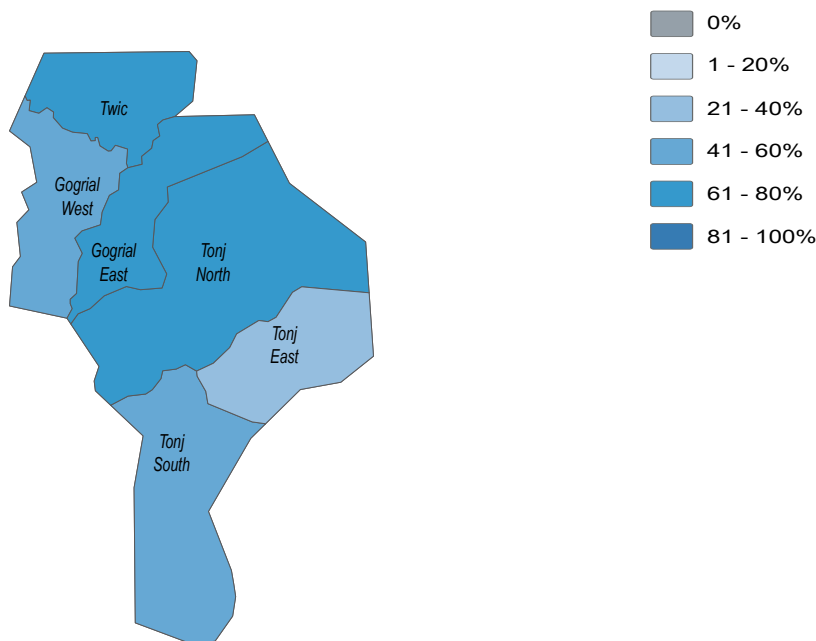 0%
1 - 20%
21 - 40%
41 - 60%
61 - 80%
81 - 100%
Twic
Gogrial
West
Gogrial
East
Tonj
North
Tonj
East
Tonj
South